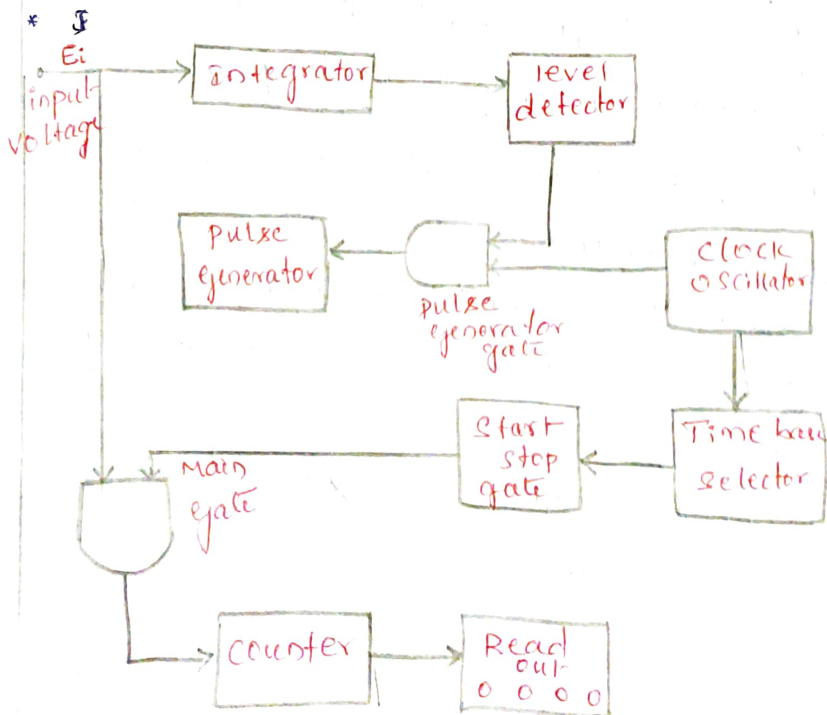 * I
Ei
input
voltage
integrator
level
detector
pulse
generator
pulse
generator
gate
clock
oscillator
Main
gate
Start
stop
gate
Time base
selector
counter
Read
out
0 0 0 0